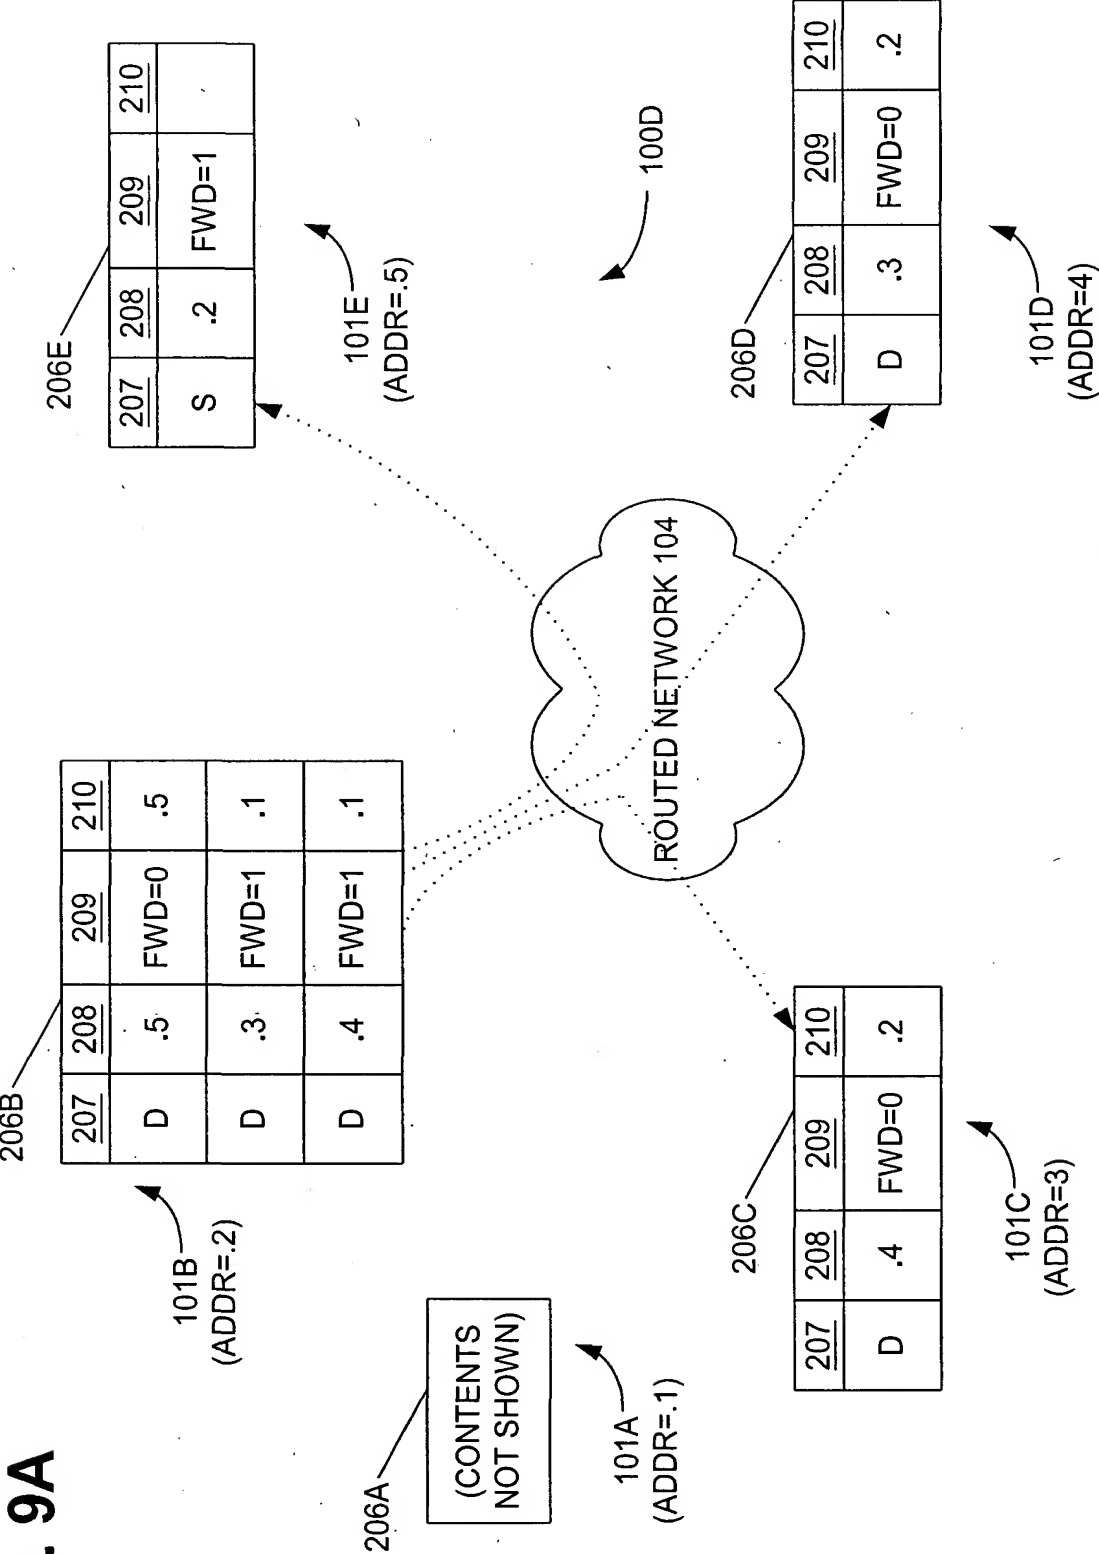 . 9A
206A
(CONTENTS
NOT SHOWN)
101A
(ADDR=.1)
206B
207 208 209 210
D .5 FWD=0 .5
D .3 FWD=1 .1
D .4 FWD=1 .1
101B
(ADDR=.2)
206E
207 208 209 210
S .2 FWD=1
101E
(ADDR=.5)
100D
ROUTED NETWORK 104
206C
207 208 209 210
D .4 FWD=0 .2
101C
(ADDR=3)
206D
207 208 209 210
D .3 FWD=0 .2
101D
(ADDR=4)